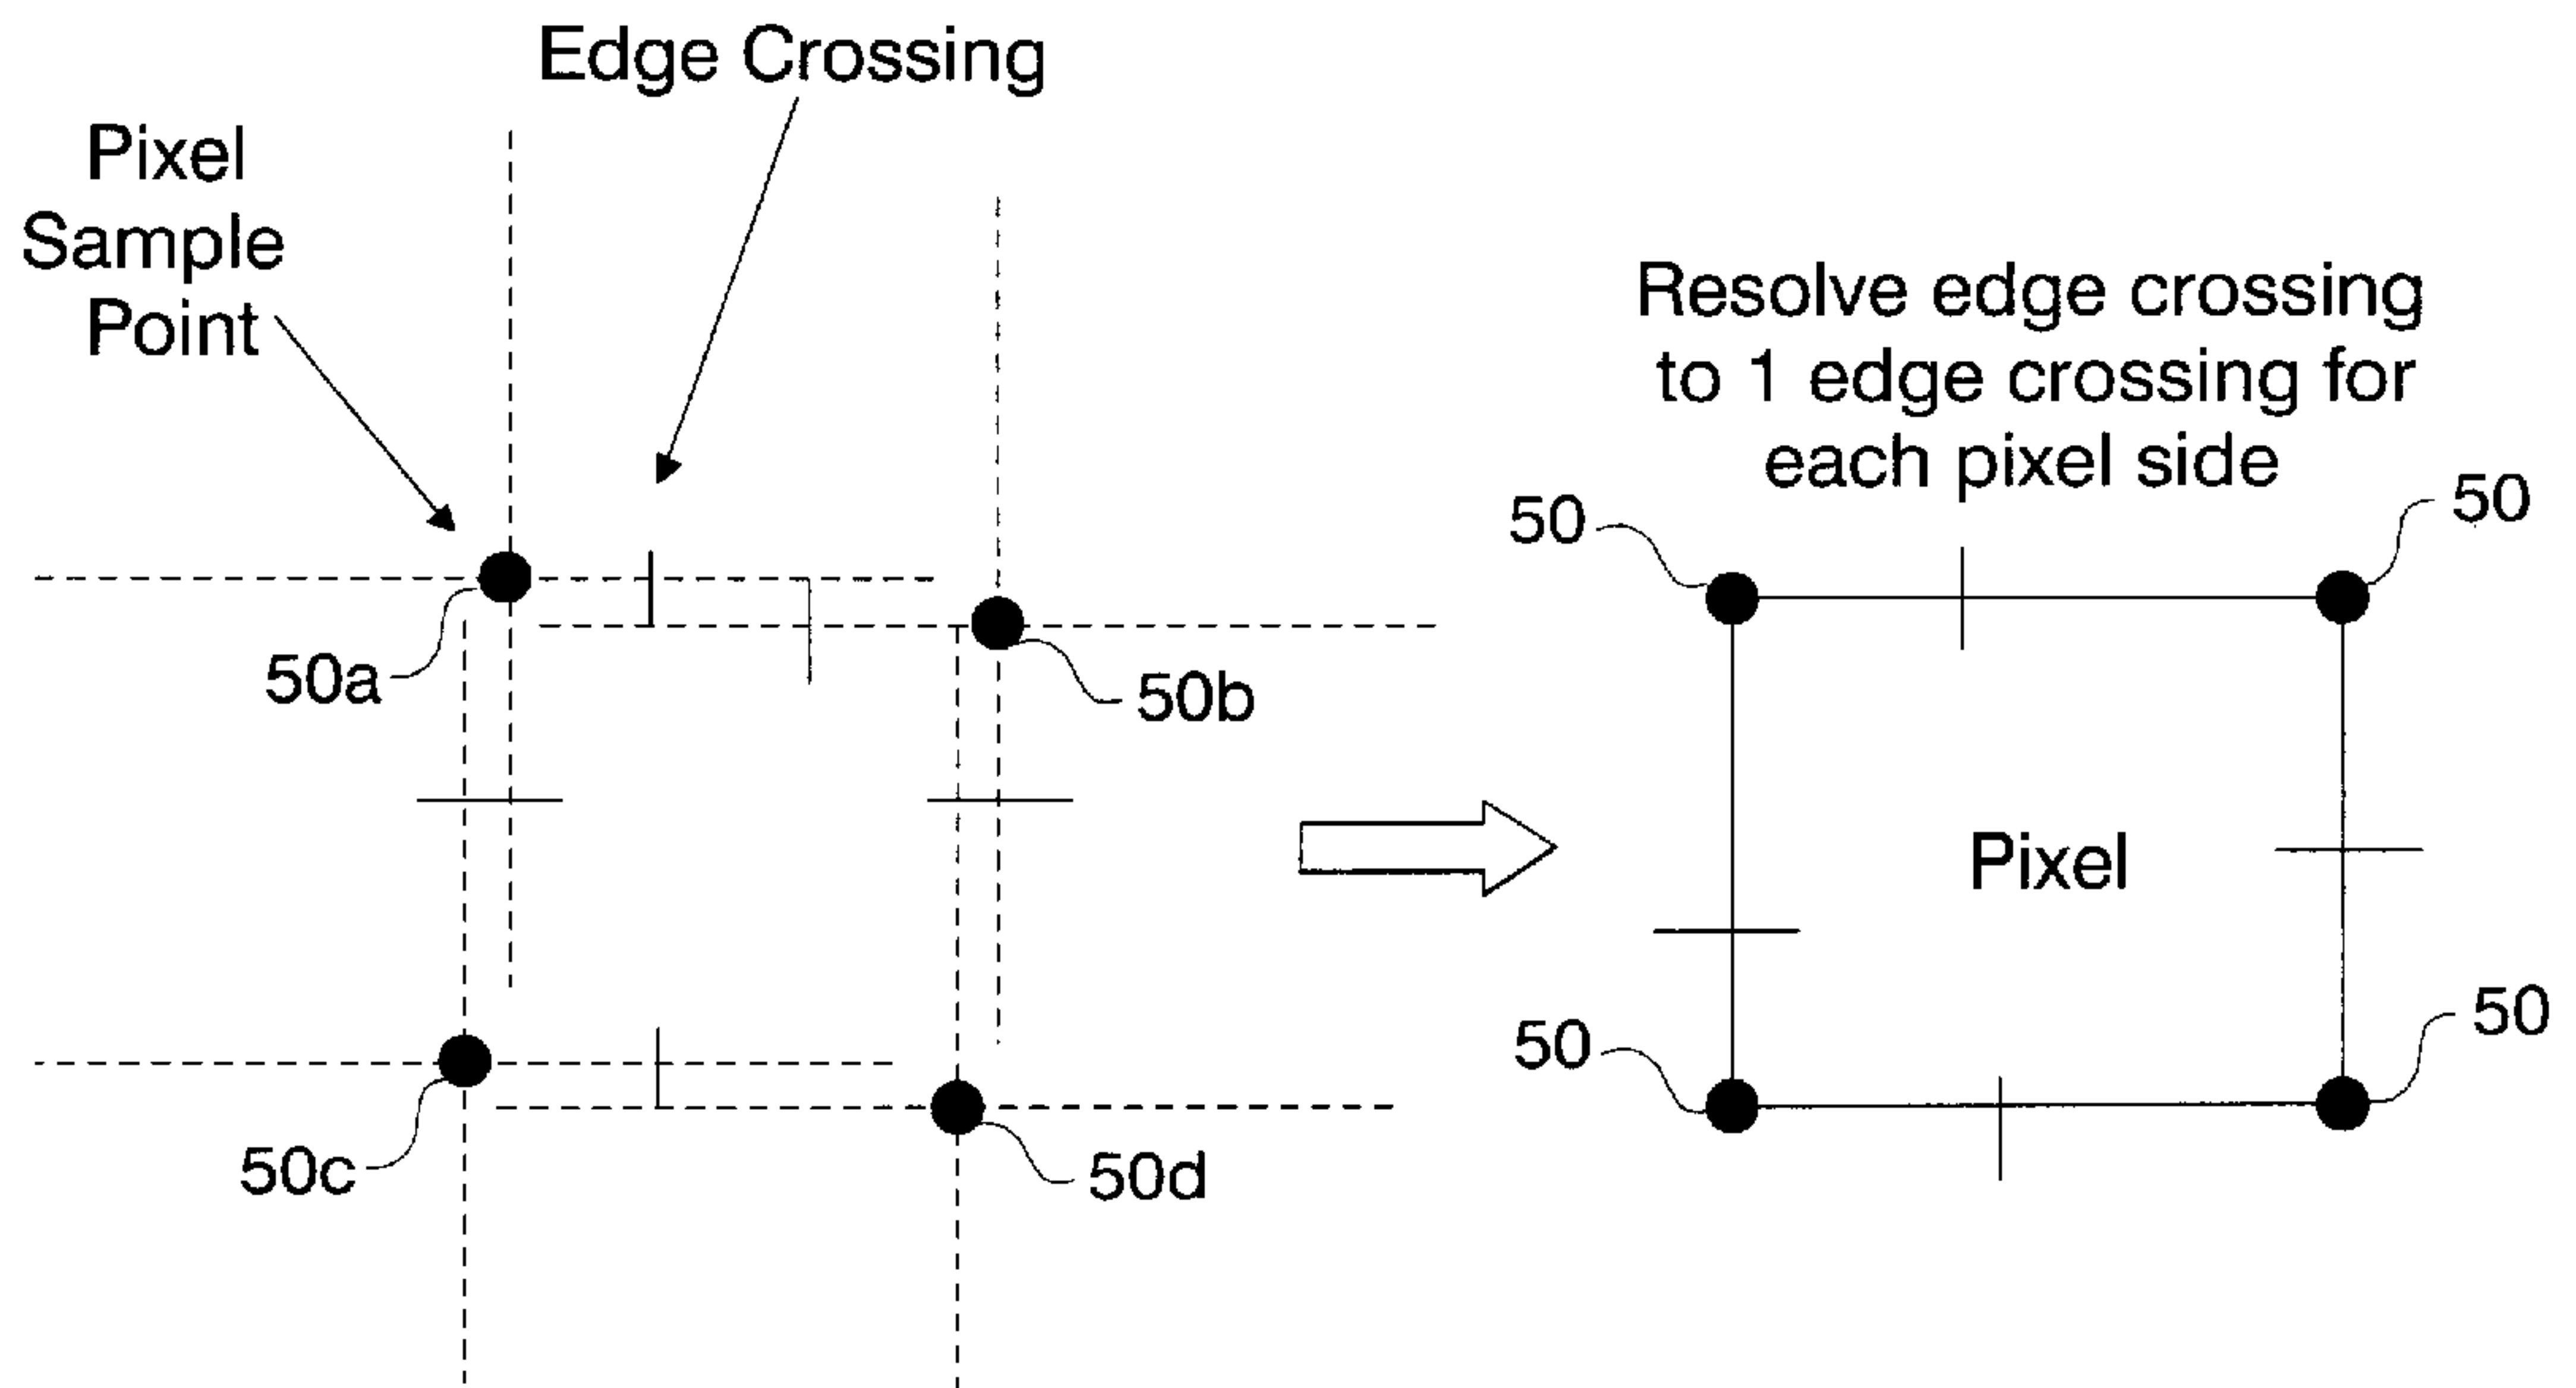 Edge Crossing
Pixel
Sample
Point
50a
50b
50c
50d
Resolve edge crossing
to 1 edge crossing for
each pixel side
50
50
Pixel
50
50